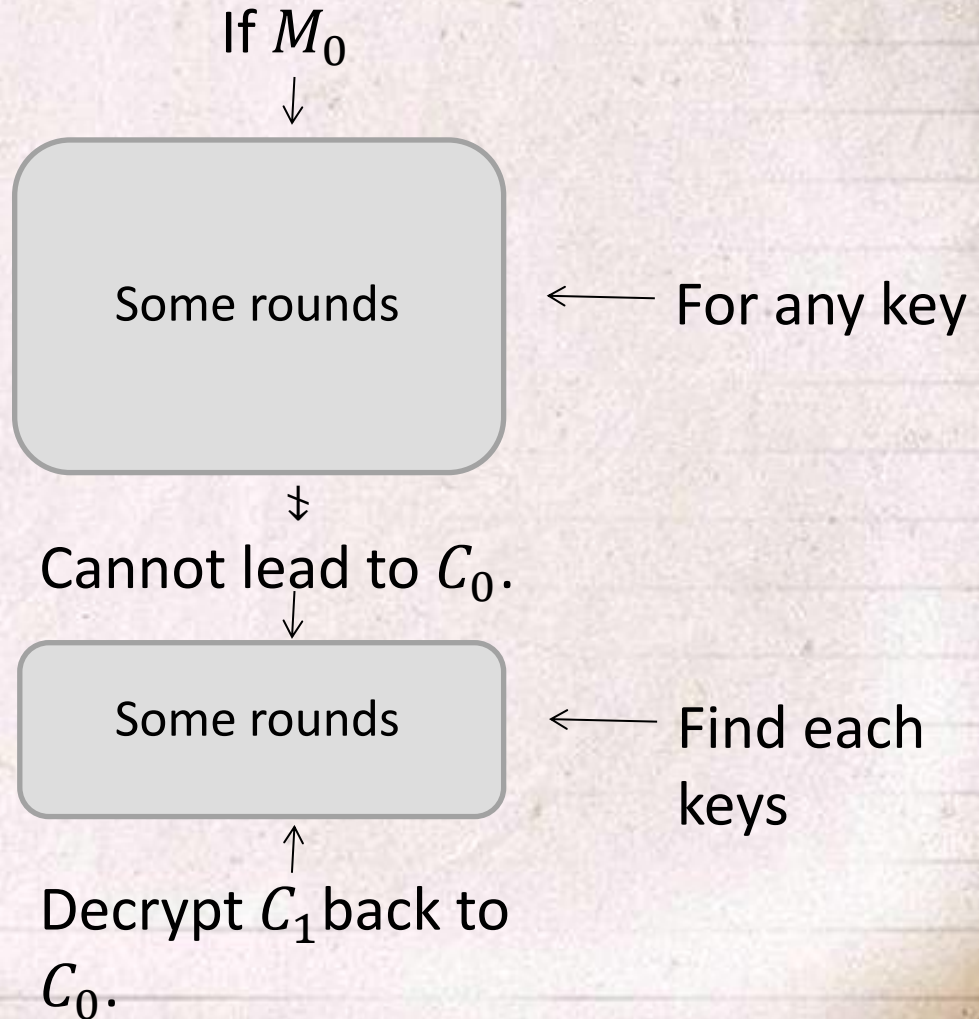 If M₀
Some rounds
For any key
Cannot lead to C₀.
Some rounds
Find each
keys
Decrypt C₁ back to
C₀.